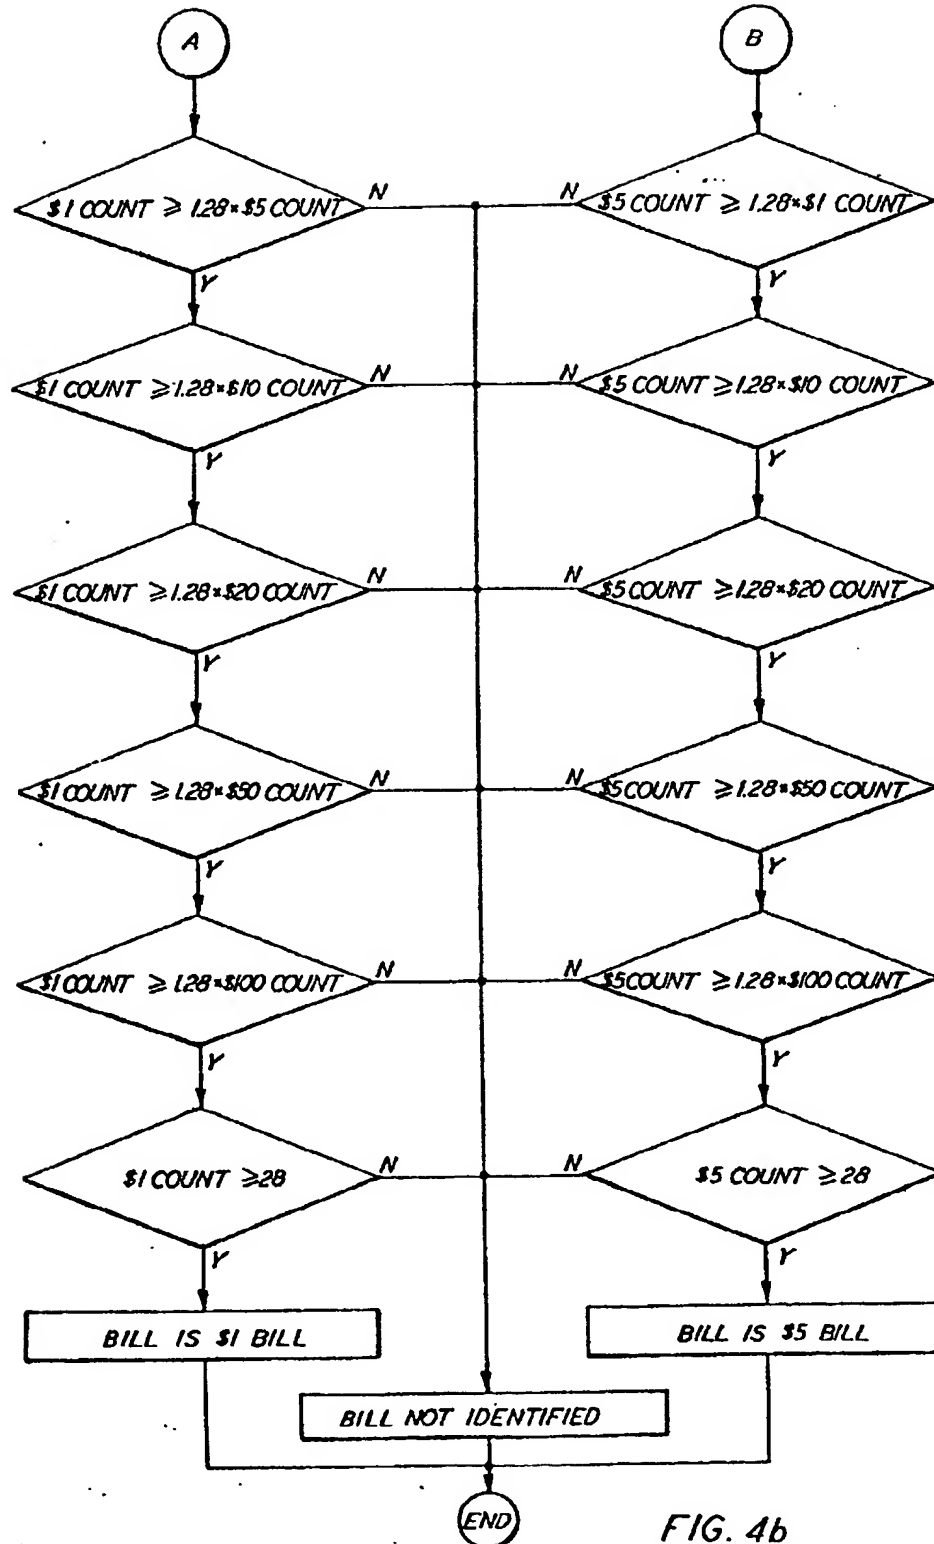 A
B
$1 COUNT ≥ 1.28×$5 COUNT
N
N
$5 COUNT ≥ 1.28×$1 COUNT
Y
Y
$1 COUNT ≥ 1.28×$10 COUNT
N
N
$5 COUNT ≥ 1.28×$10 COUNT
Y
Y
$1 COUNT ≥ 1.28×$20 COUNT
N
N
$5 COUNT ≥ 1.28×$20 COUNT
Y
Y
$1 COUNT ≥ 1.28×$50 COUNT
N
N
$5 COUNT ≥ 1.28×$50 COUNT
Y
Y
$1 COUNT ≥ 1.28×$100 COUNT
N
N
$5 COUNT ≥ 1.28×$100 COUNT
Y
Y
$1 COUNT ≥ 28
N
N
$5 COUNT ≥ 28
Y
Y
BILL IS $1 BILL
BILL IS $5 BILL
BILL NOT IDENTIFIED
END
FIG. 4b